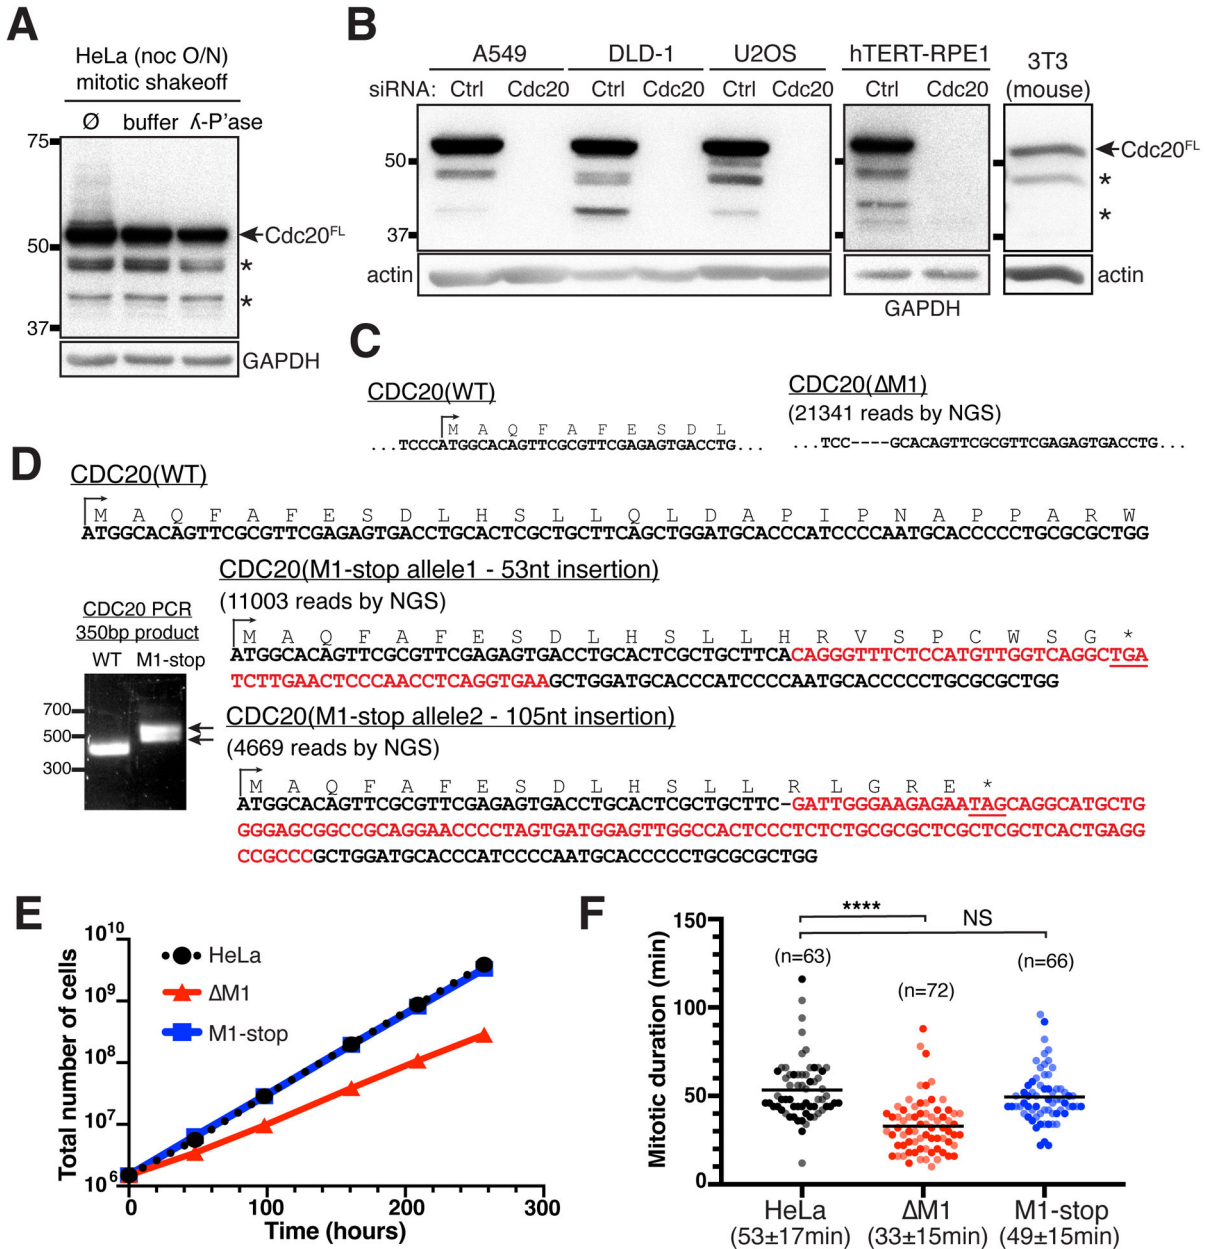 A
HeLa (noc O/N)
mitotic shakeoff
Ø buffer ʎ-P'ase
75
50
37
Cdc20FL
*
*
GAPDH
B
A549 DLD-1 U2OS hTERT-RPE1 3T3
(mouse)
siRNA: Ctrl Cdc20 Ctrl Cdc20 Ctrl Cdc20 Ctrl Cdc20
50
37
Cdc20FL
*
*
actin
GAPDH
actin
C
CDC20(WT)
M A Q F A F E S D L
...TCCCATGGCACAGTTCGCGTTCGAGAGTGACCTG...
CDC20(ΔM1)
(21341 reads by NGS)
...TCC----GCACAGTTCGCGTTCGAGAGTGACCTG...
D
CDC20(WT)
M A Q F A F E S D L H S L L Q L D A P I P N A P P A R W
ATGGCACAGTTCGCGTTCGAGAGTGACCTGCACTCGCTGCTTCAGCTGGATGCACCCATCCCCAATGCACCCCCTGCGCGCTGG
CDC20 PCR
350bp product
WT M1-stop
700
500
300
CDC20(M1-stop allele1 - 53nt insertion)
(11003 reads by NGS)
M A Q F A F E S D L H S L L H R V S P C W S G *
ATGGCACAGTTCGCGTTCGAGAGTGACCTGCACTCGCTGCTTCACAGGGTTTCTCCATGTTGGTCAGGCTGA
TCTTGAACTCCCAACCTCAGGTGAAGCTGGATGCACCCATCCCCAATGCACCCCCTGCGCGCTGG
CDC20(M1-stop allele2 - 105nt insertion)
(4669 reads by NGS)
M A Q F A F E S D L H S L L R L G R E *
ATGGCACAGTTCGCGTTCGAGAGTGACCTGCACTCGCTGCTTC-GATTGGGAAGAGAATAGCAGGCATGCTG
GGGAGCGGCCGCAGGAACCCCTAGTGATGGAGTTGGCCACTCCCTCTCTGCGCGCTCGCTCGCTCACTGAGG
CCGCCCGCTGGATGCACCCATCCCCAATGCACCCCCTGCGCGCTGG
E
Total number of cells
10^10
10^9
10^8
10^7
10^6
HeLa
ΔM1
M1-stop
0 100 200 300
Time (hours)
F
Mitotic duration (min)
150
100
50
0
****
NS
(n=63)
(n=72)
(n=66)
HeLa ΔM1 M1-stop
(53±17min) (33±15min) (49±15min)